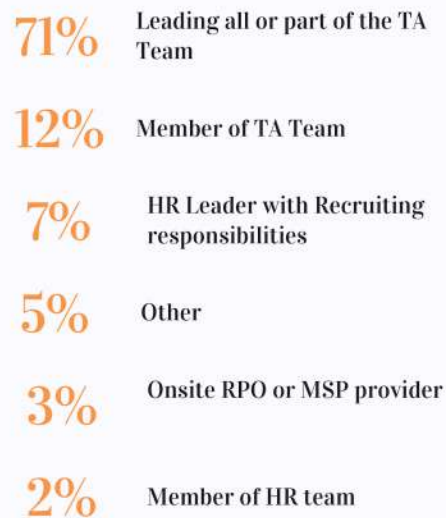 71%
Leading all or part of the TA
Team
12%
Member of TA Team
7%
HR Leader with Recruiting
responsibilities
5%
Other
3%
Onsite RPO or MSP provider
2%
Member of HR team